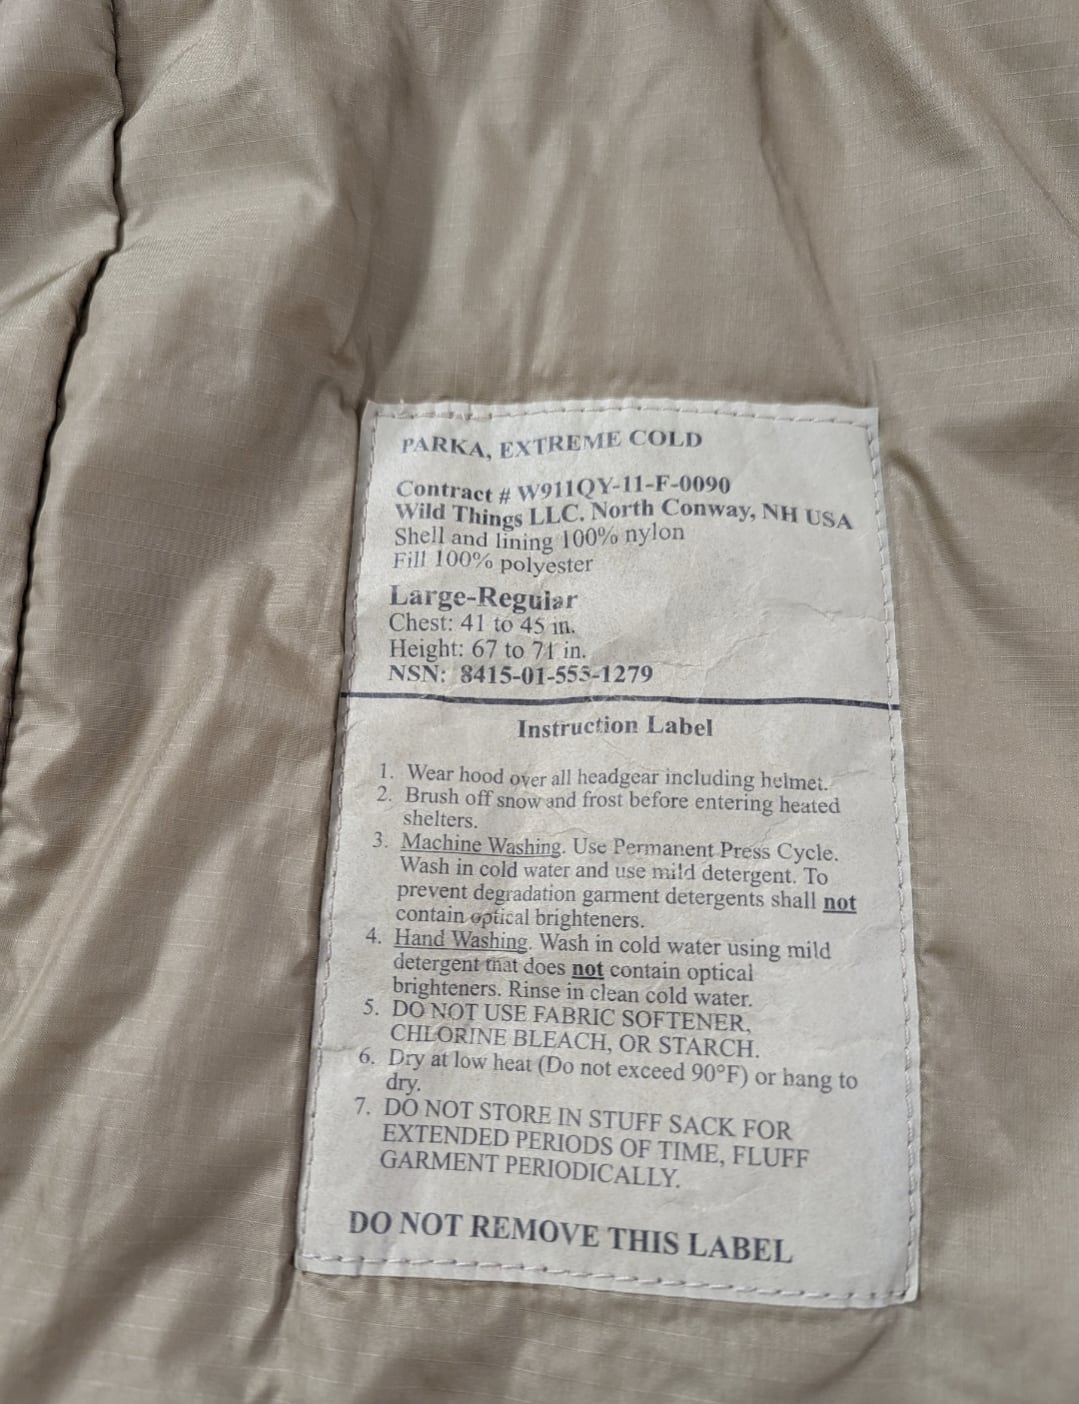 PARKA, EXTREME COLD
Contract # W911QY-11-F-0090
Wild Things LLC. North Conway, NH USA
Shell and lining 100% nylon
Fill 100% polyester
Large-Regular
Chest: 41 to 45 in.
Height: 67 to 71 in.
NSN: 8415-01-555-1279
Instruction Label
1. Wear hood over all headgear including helmet.
2. Brush off snow and frost before entering heated
shelters.
3. Machine Washing. Use Permanent Press Cycle.
Wash in cold water and use mild detergent. To
prevent degradation garment detergents shall not
contain optical brighteners.
4. Hand Washing. Wash in cold water using mild
detergent that does not contain optical
brighteners. Rinse in clean cold water.
5. DO NOT USE FABRIC SOFTENER,
CHLORINE BLEACH, OR STARCH.
6. Dry at low heat (Do not exceed 90°F) or hang to
dry.
7. DO NOT STORE IN STUFF SACK FOR
EXTENDED PERIODS OF TIME, FLUFF
GARMENT PERIODICALLY.
DO NOT REMOVE THIS LABEL